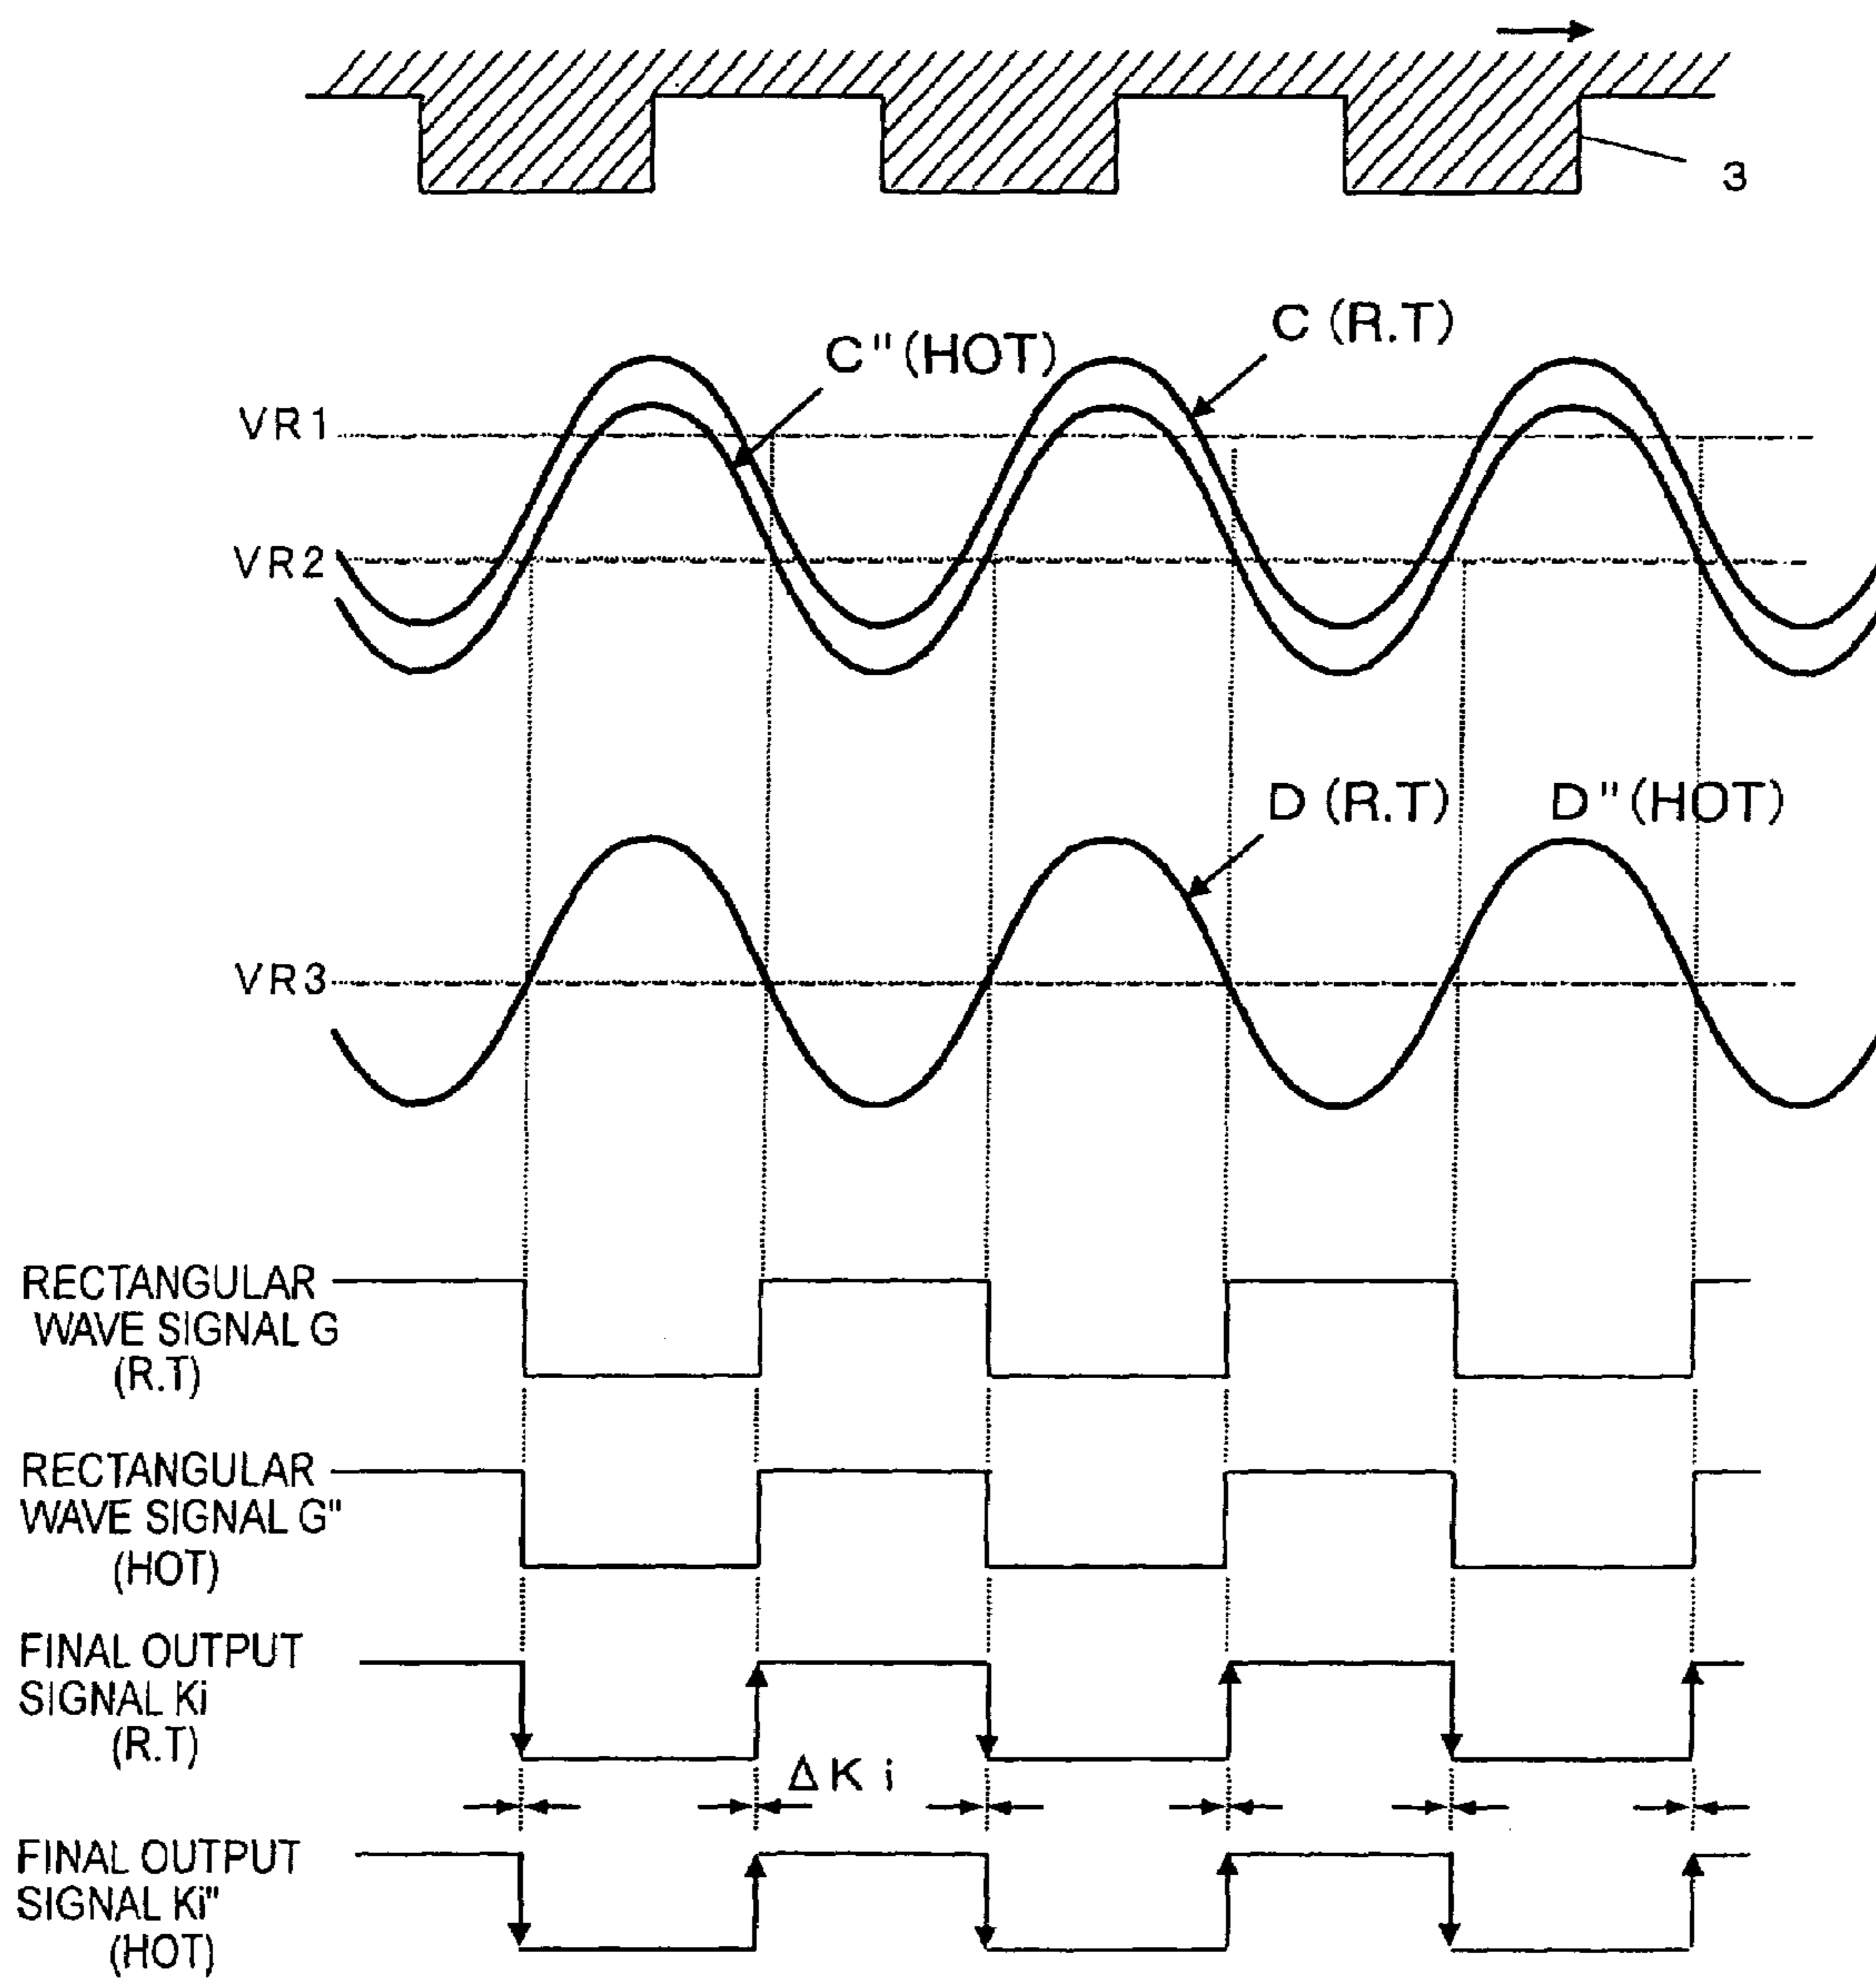 3
C (R.T)
C"(HOT)
VR1
VR2
D (R.T)
D"(HOT)
VR3
RECTANGULAR
WAVE SIGNAL G
(R.T)
RECTANGULAR
WAVE SIGNAL G"
(HOT)
FINAL OUTPUT
SIGNAL Ki
(R.T)
ΔKi
FINAL OUTPUT
SIGNAL Ki"
(HOT)